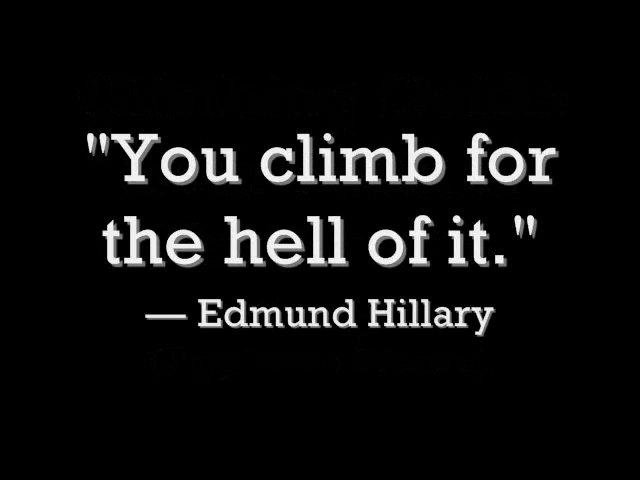 "You climb for
the hell of it."
— Edmund Hillary